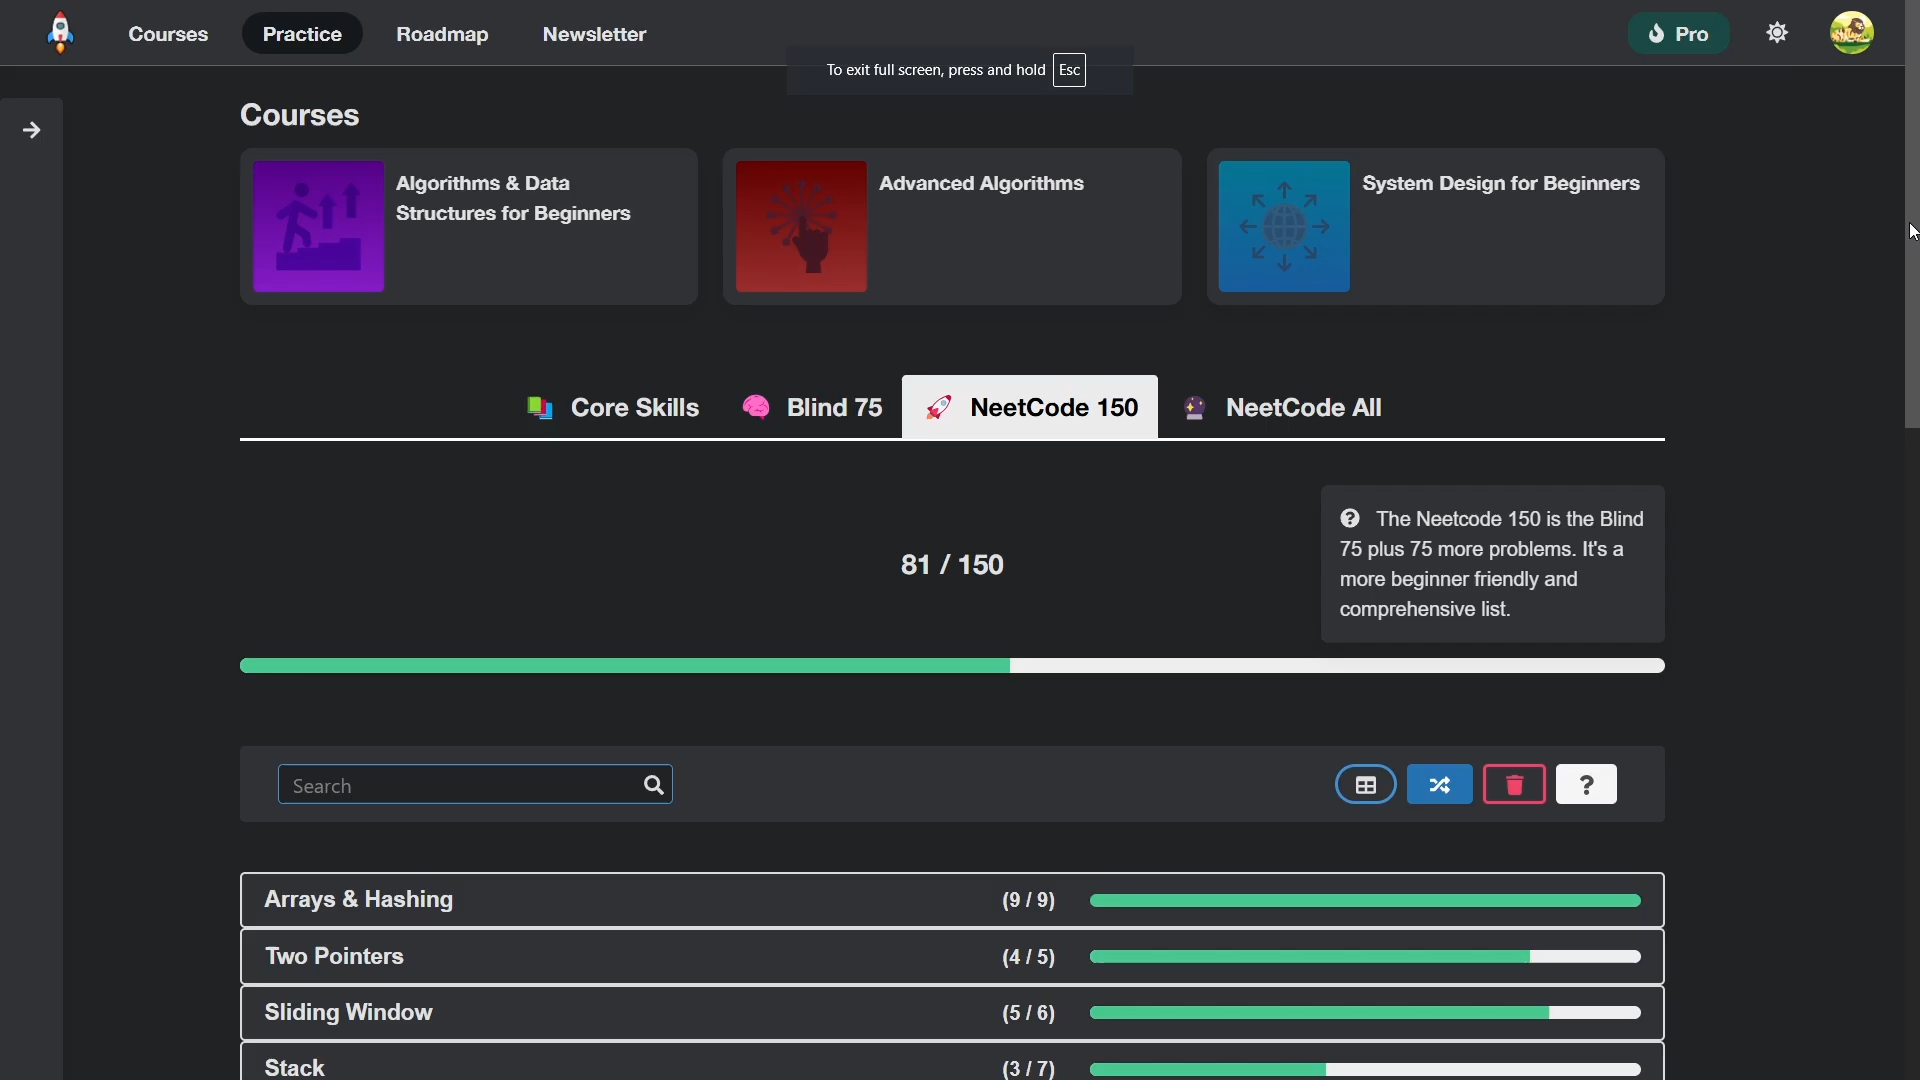 Courses
Practice
Roadmap
Newsletter
Pro
To exit full screen, press and hold Esc
Courses
Algorithms & Data
Structures for Beginners
Advanced Algorithms
System Design for Beginners
Core Skills
Blind 75
NeetCode 150
NeetCode All
81 / 150
The Neetcode 150 is the Blind
75 plus 75 more problems. It's a
more beginner friendly and
comprehensive list.
Search
?
Arrays & Hashing (9 / 9)
Two Pointers (4 / 5)
Sliding Window (5 / 6)
Stack (3 / 7)